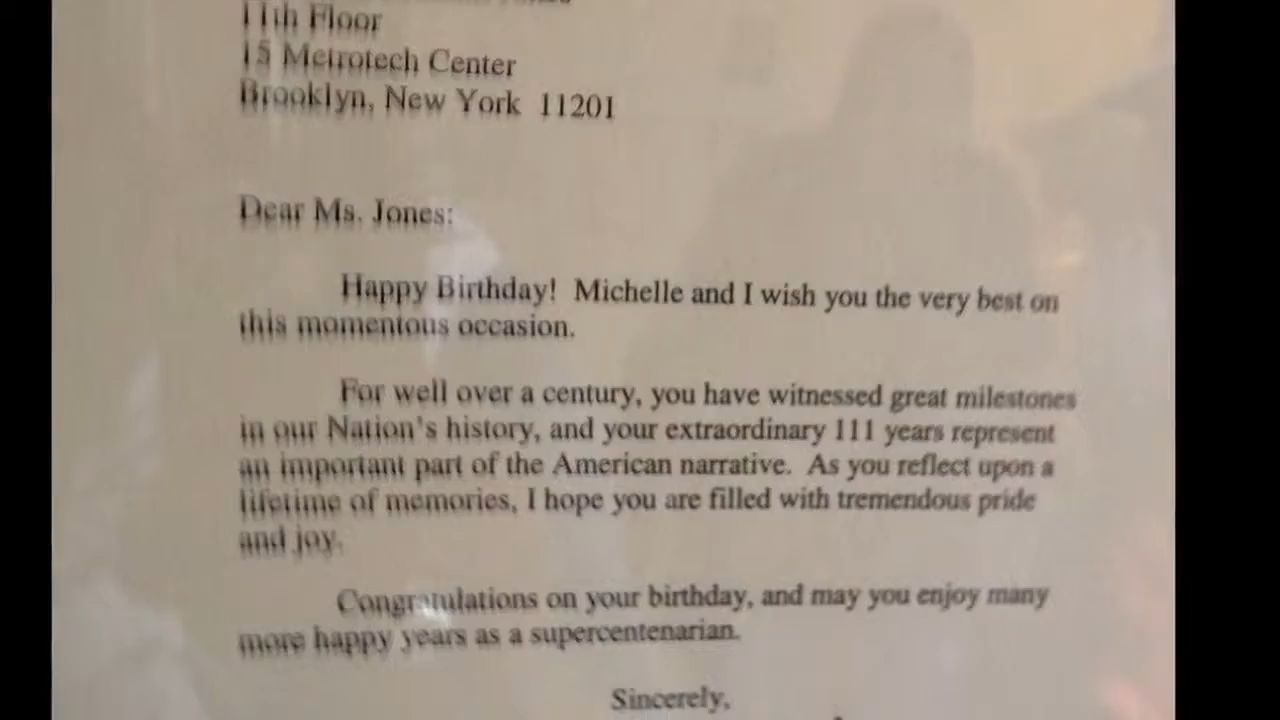 11th Floor
15 Metrotech Center
Brooklyn, New York 11201
Dear Ms. Jones:
Happy Birthday! Michelle and I wish you the very best on
this momentous occasion.
For well over a century, you have witnessed great milestones
in our Nation's history, and your extraordinary 111 years represent
an important part of the American narrative. As you reflect upon a
lifetime of memories, I hope you are filled with tremendous pride
and joy.
Congratulations on your birthday, and may you enjoy many
more happy years as a supercentenarian.
Sincerely,